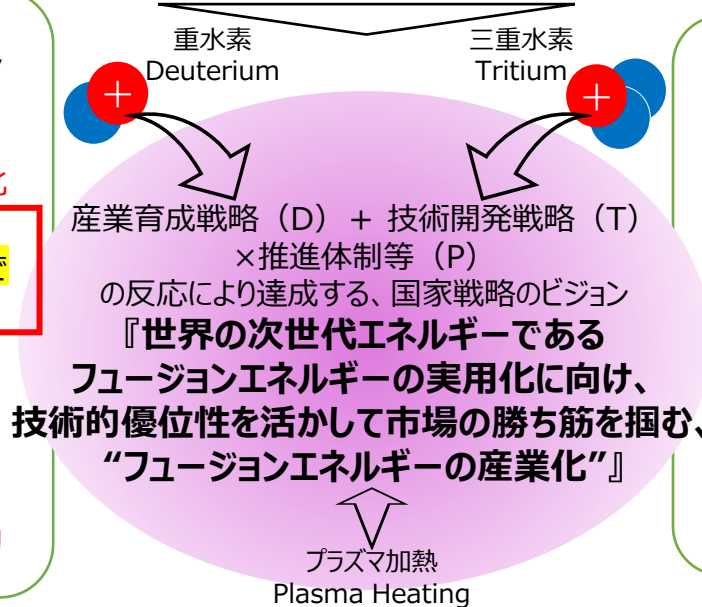 重水素
Deuterium
三重水素
Tritium
+
+
産業育成戦略（D）+ 技術開発戦略（T）
×推進体制等（P）
の反応により達成する、国家戦略のビジョン
『世界の次世代エネルギーである
フュージョンエネルギーの実用化に向け、
技術的優位性を活かして市場の勝ち筋を掴む、
“フュージョンエネルギーの産業化”』
プラズマ加熱
Plasma Heating